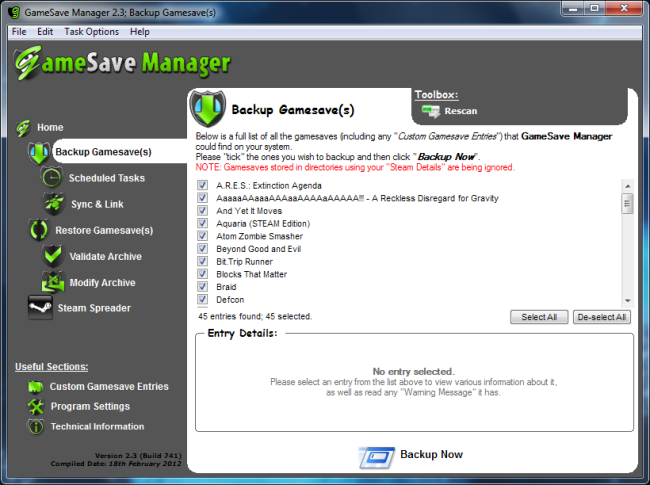 GameSave Manager 2.3; Backup Gamesave(s)
File Edit Task Options Help
GameSave Manager
Home
Backup Gamesave(s)
Scheduled Tasks
Sync & Link
Restore Gamesave(s)
Validate Archive
Modify Archive
Steam Spreader
Useful Sections:
Custom Gamesave Entries
Program Settings
Technical Information
Version 2.3 (Build 741)
Compiled Date: 18th February 2012
Backup Gamesave(s)
Toolbox:
Rescan
Below is a full list of all the gamesaves (including any "Custom Gamesave Entries") that GameSave Manager
could find on your system.
Please "tick" the ones you wish to backup and then click "Backup Now".
NOTE: Gamesaves stored in directories using your "Steam Details" are being ignored.
A.R.E.S.: Extinction Agenda
AaaaaAAaaaAAAaaAAAAaAAAAA!!! - A Reckless Disregard for Gravity
And Yet It Moves
Aquaria (STEAM Edition)
Atom Zombie Smasher
Beyond Good and Evil
Bit.Trip Runner
Blocks That Matter
Braid
Defcon
45 entries found; 45 selected.
Select All
De-select All
Entry Details:
No entry selected.
Please select an entry from the list above to view various information about it,
as well as read any "Warning Message" it has.
Backup Now